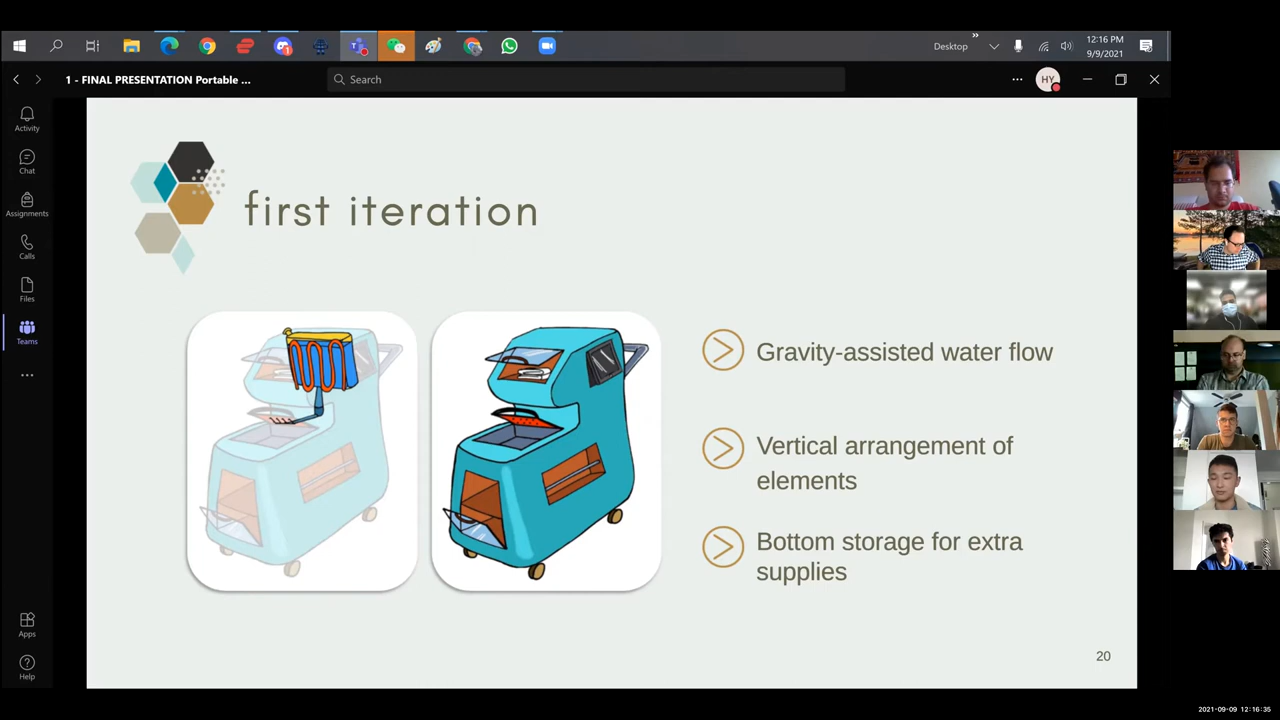 Desktop
12:16 PM
9/9/2021
1 - FINAL PRESENTATION Portable ...
Search
HY
Activity
Chat
Assignments
Calls
Files
Teams
Apps
Help
first iteration
Gravity-assisted water flow
Vertical arrangement of
elements
Bottom storage for extra
supplies
20
2021-09-09 12:16:35